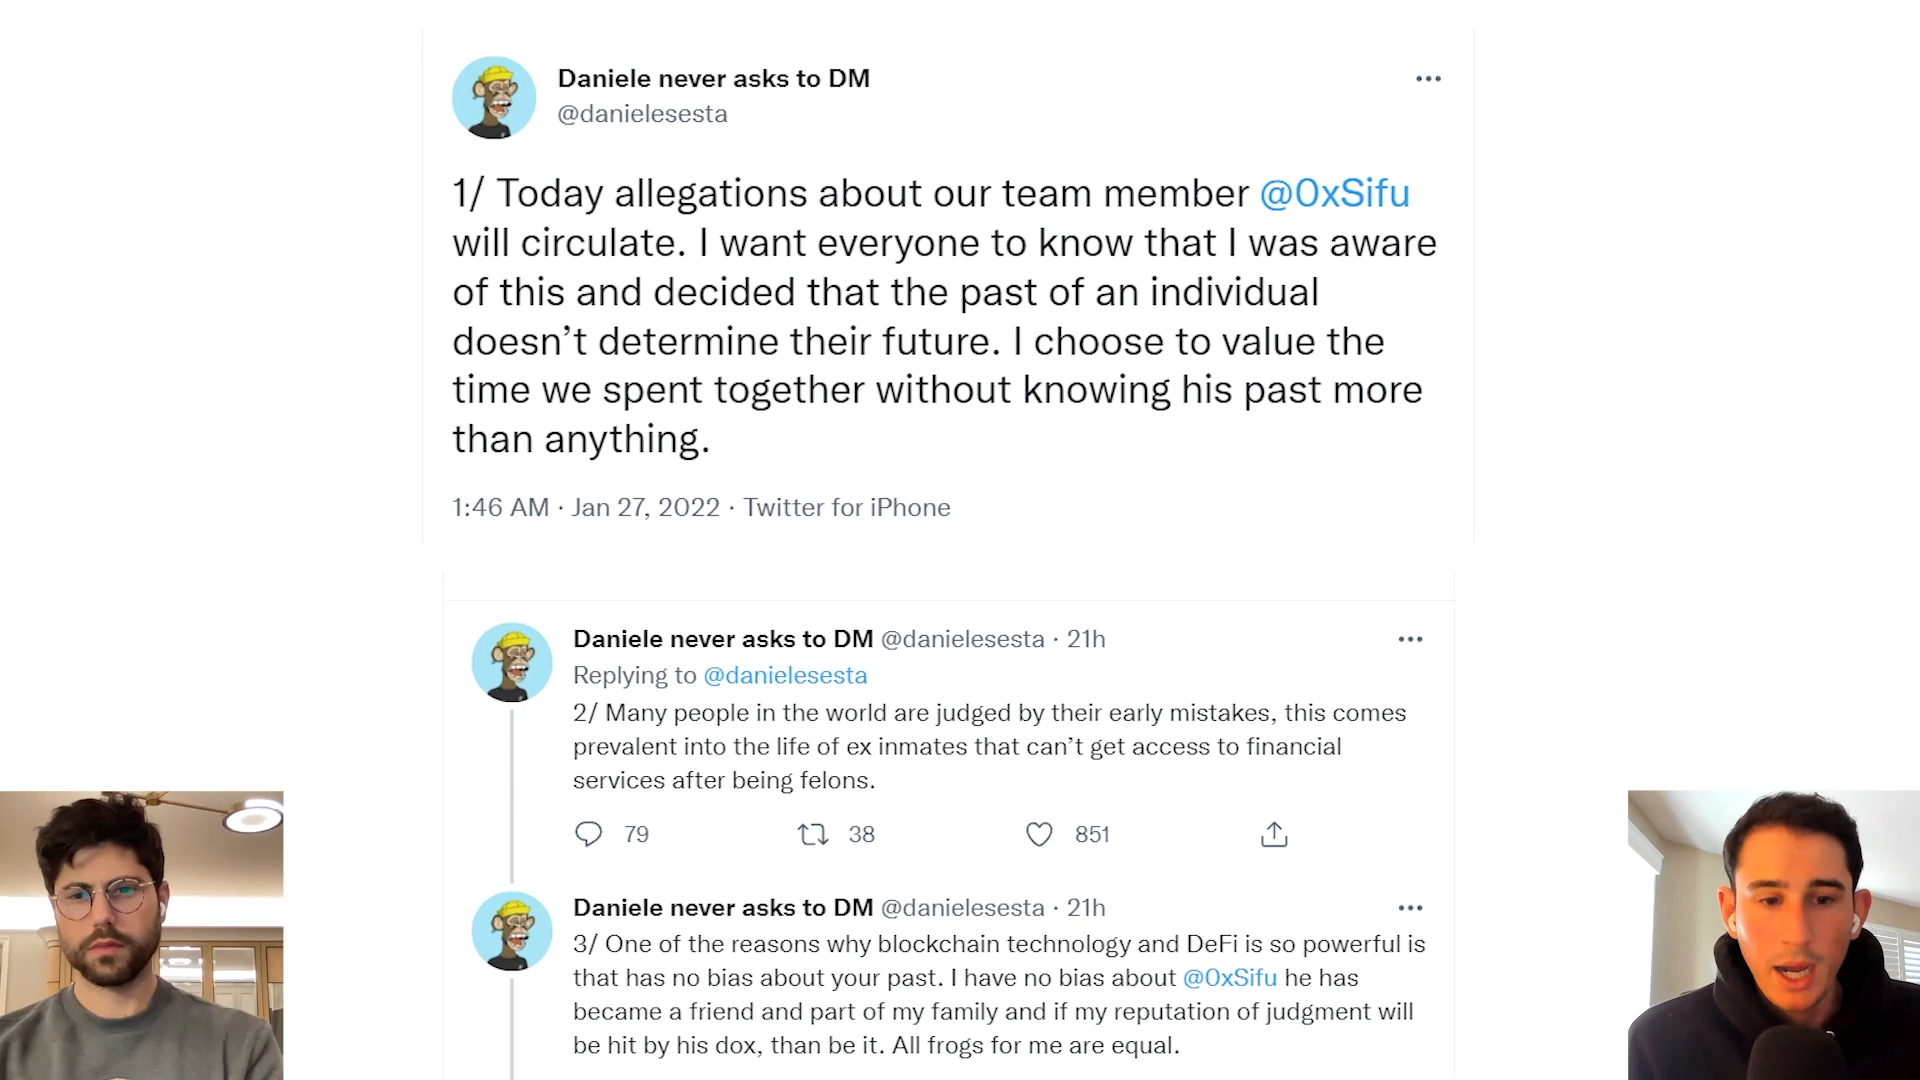 Daniele never asks to DM
@danielesesta
1/ Today allegations about our team member @0xSifu
will circulate. I want everyone to know that I was aware
of this and decided that the past of an individual
doesn’t determine their future. I choose to value the
time we spent together without knowing his past more
than anything.
1:46 AM · Jan 27, 2022 · Twitter for iPhone
Daniele never asks to DM @danielesesta · 21h
Replying to @danielesesta
2/ Many people in the world are judged by their early mistakes, this comes
prevalent into the life of ex inmates that can’t get access to financial
services after being felons.
79 38 851
Daniele never asks to DM @danielesesta · 21h
3/ One of the reasons why blockchain technology and DeFi is so powerful is
that has no bias about your past. I have no bias about @0xSifu he has
became a friend and part of my family and if my reputation of judgment will
be hit by his dox, than be it. All frogs for me are equal.